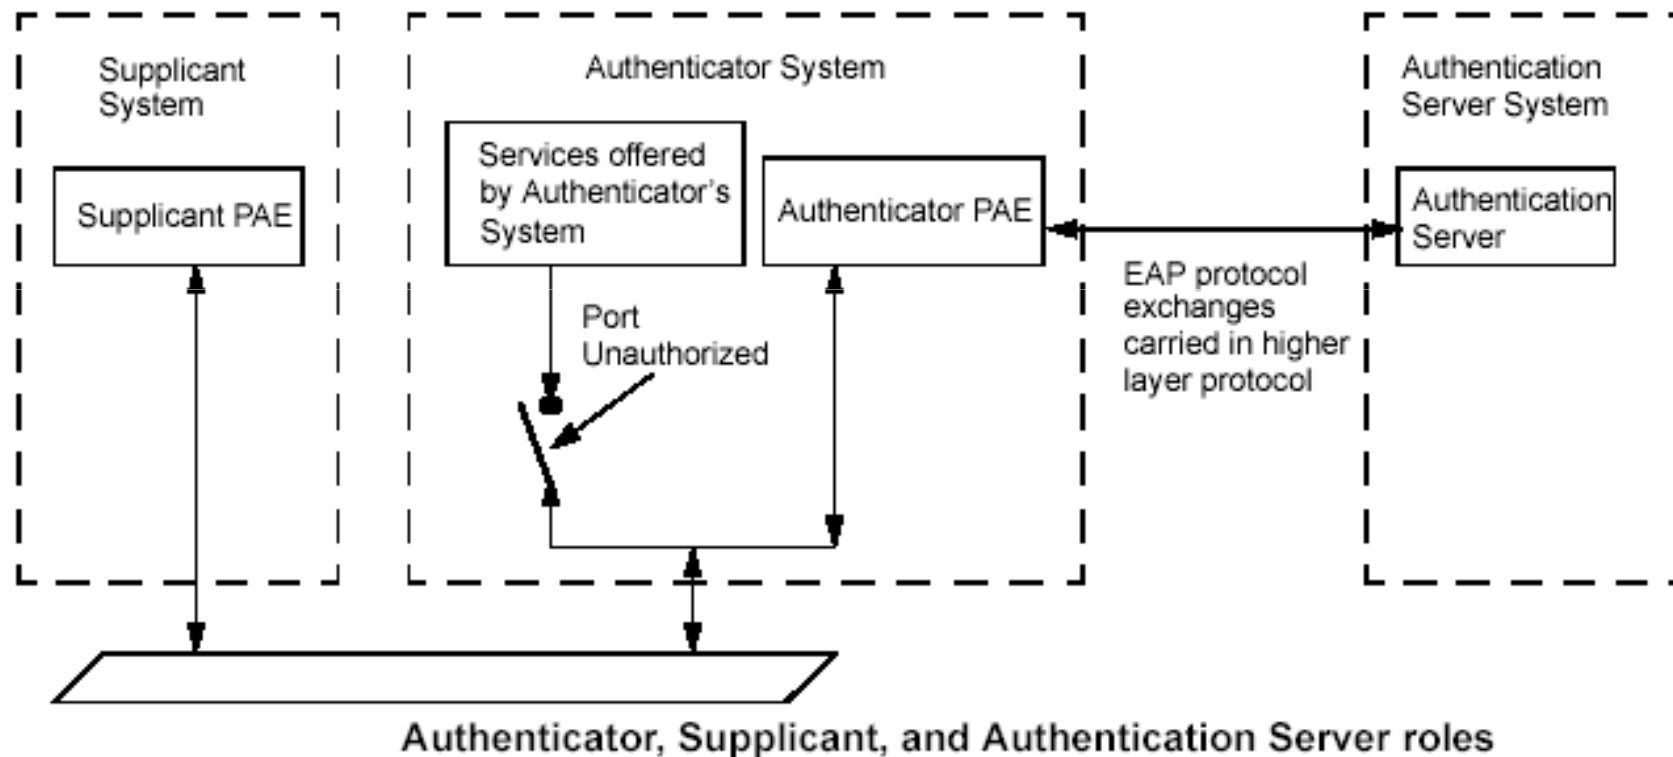 Supplicant
System
Supplicant PAE
Authenticator System
Services offered
by Authenticator's
System
Authenticator PAE
Port
Unauthorized
EAP protocol
exchanges
carried in higher
layer protocol
Authentication
Server System
Authentication
Server
Authenticator, Supplicant, and Authentication Server roles